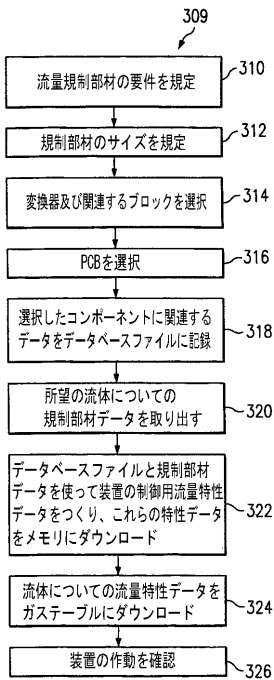 309
流量規制部材の要件を規定
310
規制部材のサイズを規定
312
変換器及び関連するブロックを選択
314
PCBを選択
316
選択したコンポーネントに関連する
データをデータベースファイルに記録
318
所望の流体についての
規制部材データを取り出す
320
データベースファイルと規制部材
データを使って装置の制御用流量特性
データをつくり、これらの特性データ
をメモリにダウンロード
322
流体についての流量特性データを
ガステーブルにダウンロード
324
装置の作動を確認
326